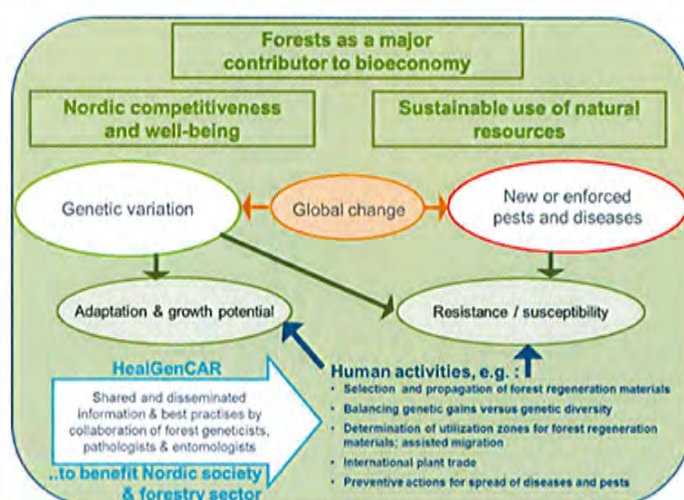 Forests as a major
contributor to bioeconomy
Nordic competitiveness
and well-being
Sustainable use of natural
resources
Genetic variation
Global change
New or enforced
pests and diseases
Adaptation & growth potential
Resistance / susceptibility
HealGenCAR
Shared and disseminated
information & best practises by
collaboration of forest geneticists,
pathologists & entomologists
..to benefit Nordic society
& forestry sector
Human activities, e.g. :
• Selection and propagation of forest regeneration materials
• Balancing genetic gains versus genetic diversity
• Determination of utilization zones for forest regeneration
materials; assisted migration
• International plant trade
• Preventive actions for spread of diseases and pests